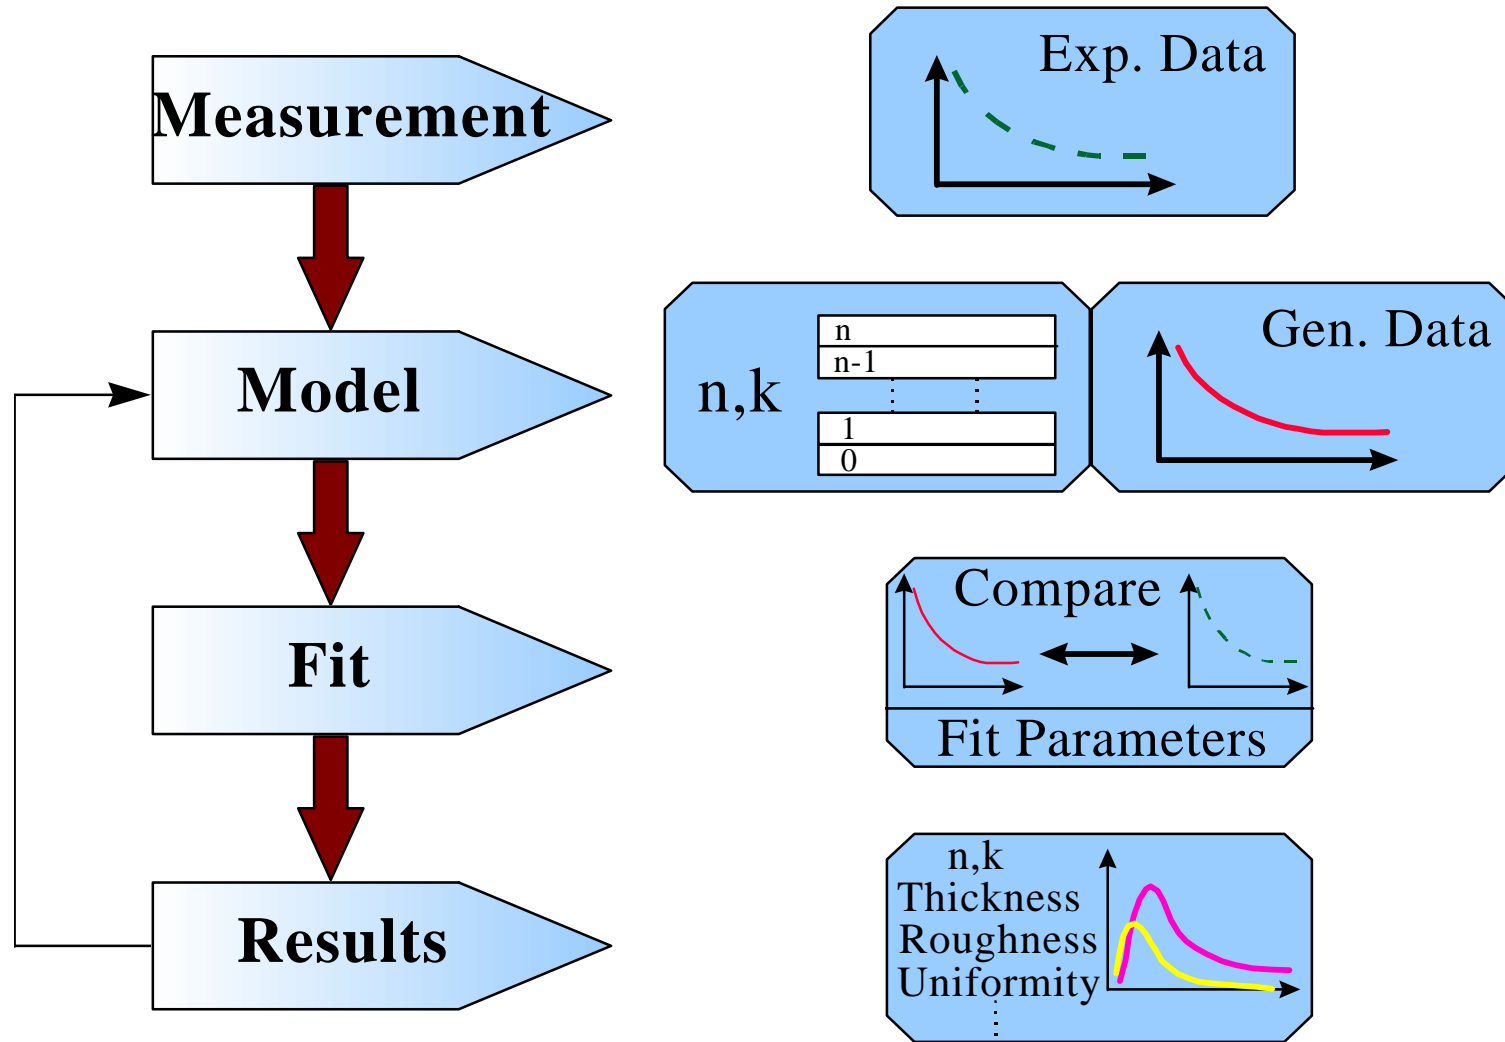 Measurement
Exp. Data
Model
n,k
n
n-1
1
0
Gen. Data
Fit
Compare
Fit Parameters
Results
n,k
Thickness
Roughness
Uniformity